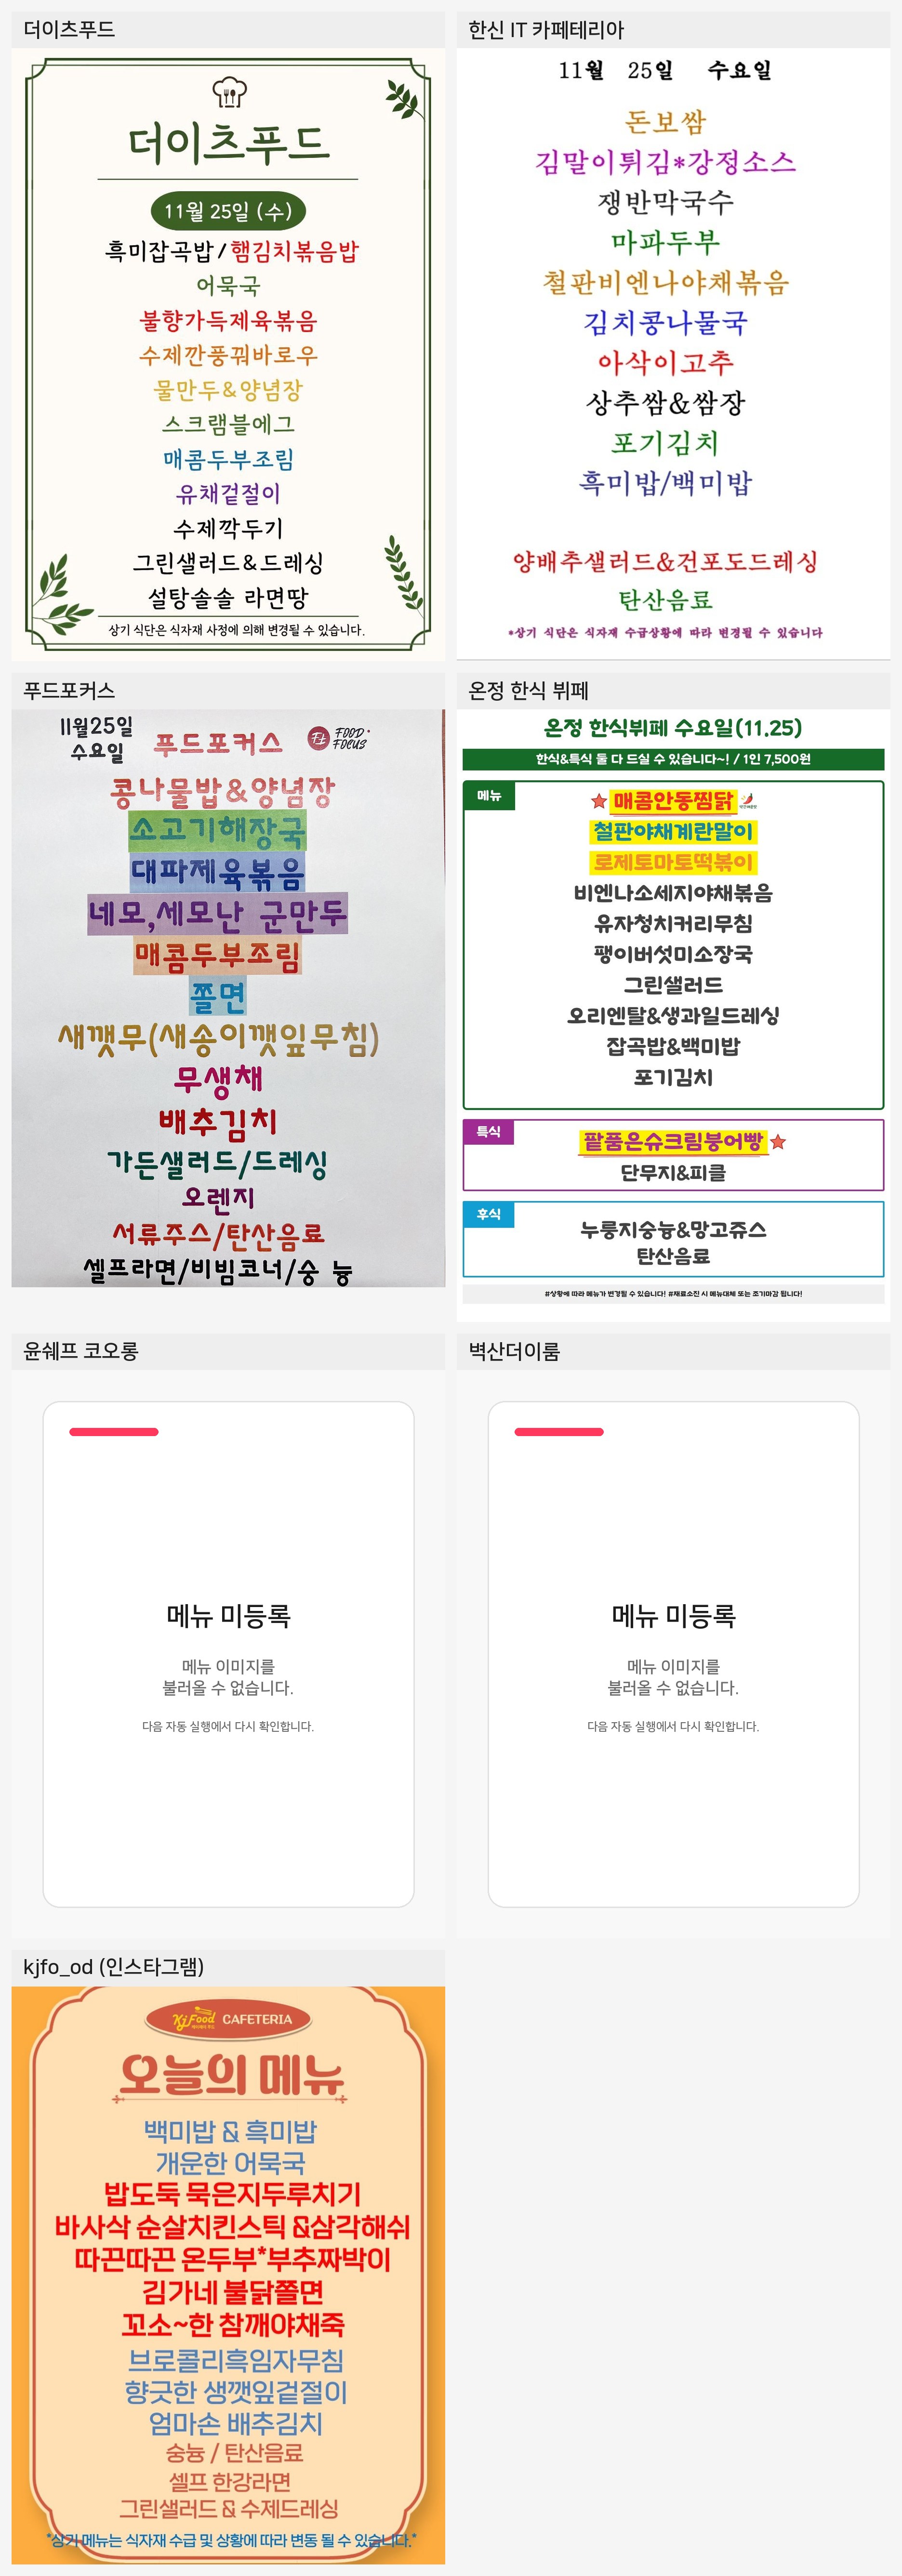 더이츠푸드
더이츠푸드
11월 25일 (수)
흑미잡곡밥/햄김치볶음밥
어묵국
불향가득제육볶음
수제깐풍꿔바로우
물만두&양념장
스크램블에그
매콤두부조림
유채겉절이
수제깍두기
그린샐러드&드레싱
설탕솔솔 라면땅
상기 식단은 식자재 사정에 의해 변경될 수 있습니다.
한신 IT 카페테리아
11월 25일 수요일
돈보쌈
김말이튀김*강정소스
쟁반막국수
마파두부
철판비엔나야채볶음
김치콩나물국
아삭이고추
상추쌈&쌈장
포기김치
흑미밥/백미밥
양배추샐러드&건포도드레싱
탄산음료
*상기 식단은 식자재 수급상황에 따라 변경될 수 있습니다
푸드포커스
11월25일
수요일
푸드포커스
FOOD
FOCUS
콩나물밥&양념장
소고기해장국
대파제육볶음
네모,세모난 군만두
매콤두부조림
쫄면
새깻무(새송이깻잎무침)
무생채
배추김치
가든샐러드/드레싱
오렌지
서류주스/탄산음료
셀프라면/비빔코너/숭 늉
온정 한식 뷔페
온정 한식뷔페 수요일(11.25)
한식&특식 둘 다 드실 수 있습니다~! / 1인 7,500원
메뉴
매콤안동찜닭
철판야채계란말이
로제토마토떡볶이
비엔나소세지야채볶음
유자청치커리무침
팽이버섯미소장국
그린샐러드
오리엔탈&생과일드레싱
잡곡밥&백미밥
포기김치
특식
팥품은슈크림붕어빵
단무지&피클
후식
누룽지숭늉&망고쥬스
탄산음료
#상황에 따라 메뉴가 변경될 수 있습니다! #재료소진 시 메뉴대체 또는 조기마감 됩니다!
윤쉐프 코오롱
메뉴 미등록
메뉴 이미지를
불러올 수 없습니다.
다음 자동 실행에서 다시 확인합니다.
벽산더이룸
메뉴 미등록
메뉴 이미지를
불러올 수 없습니다.
다음 자동 실행에서 다시 확인합니다.
kjfo_od (인스타그램)
KjFood CAFETERIA
오늘의 메뉴
백미밥 & 흑미밥
개운한 어묵국
밥도둑 묵은지두루치기
바사삭 순살치킨스틱 &삼각해쉬
따끈따끈 온두부*부추짜박이
김가네 불닭쫄면
꼬소~한 참깨야채죽
브로콜리흑임자무침
향긋한 생깻잎겉절이
엄마손 배추김치
숭늉 / 탄산음료
셀프 한강라면
그린샐러드 & 수제드레싱
*상기 메뉴는 식자재 수급 및 상황에 따라 변동 될 수 있습니다.*